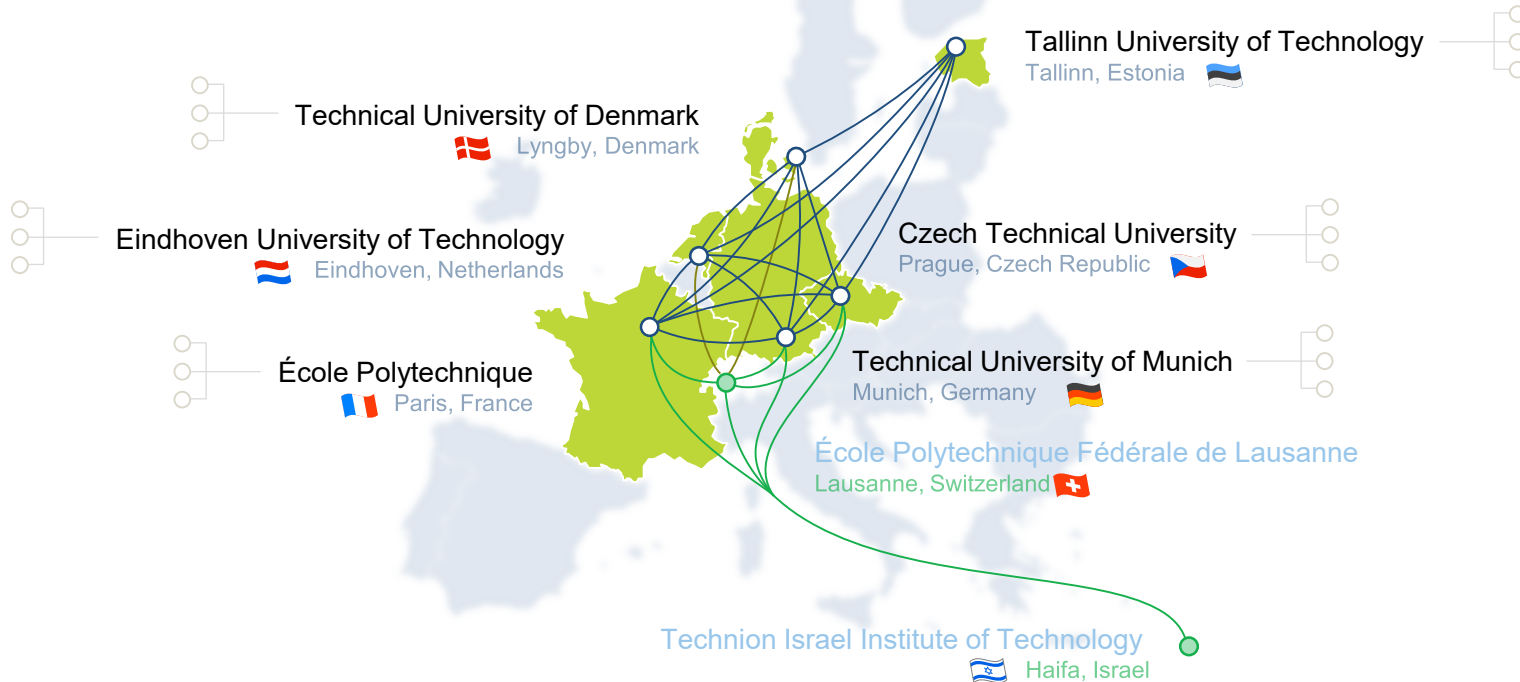 Tallinn University of Technology
Tallinn, Estonia
Technical University of Denmark
Lyngby, Denmark
Eindhoven University of Technology
Eindhoven, Netherlands
Czech Technical University
Prague, Czech Republic
École Polytechnique
Paris, France
Technical University of Munich
Munich, Germany
École Polytechnique Fédérale de Lausanne
Lausanne, Switzerland
Technion Israel Institute of Technology
Haifa, Israel